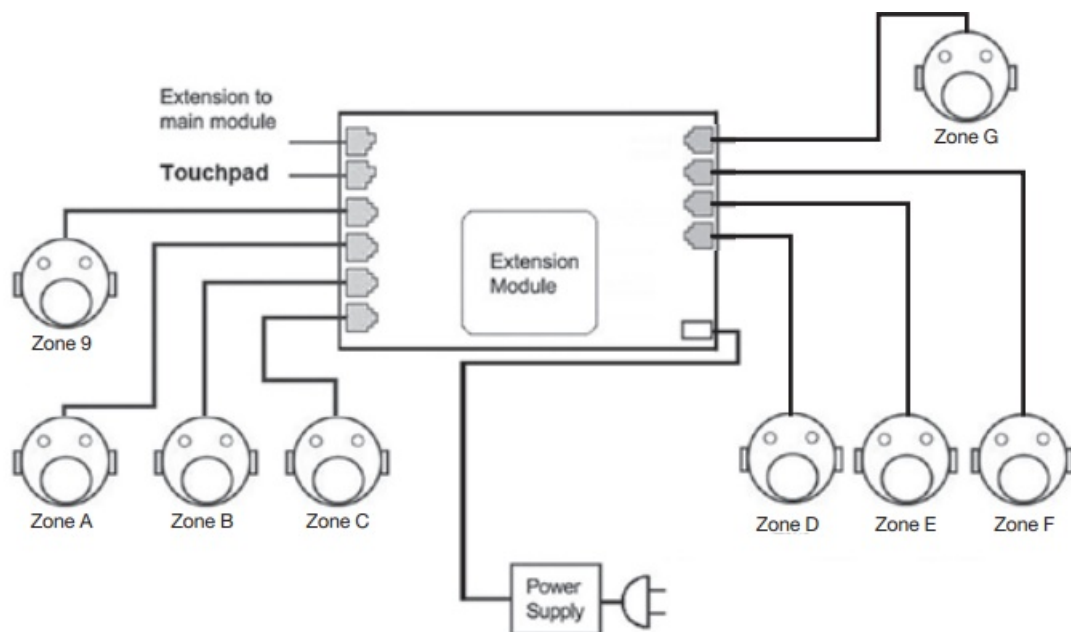 Extension to
main module
Touchpad
Zone G
Extension
Module
Zone 9
Zone A
Zone B
Zone C
Zone D
Zone E
Zone F
Power
Supply